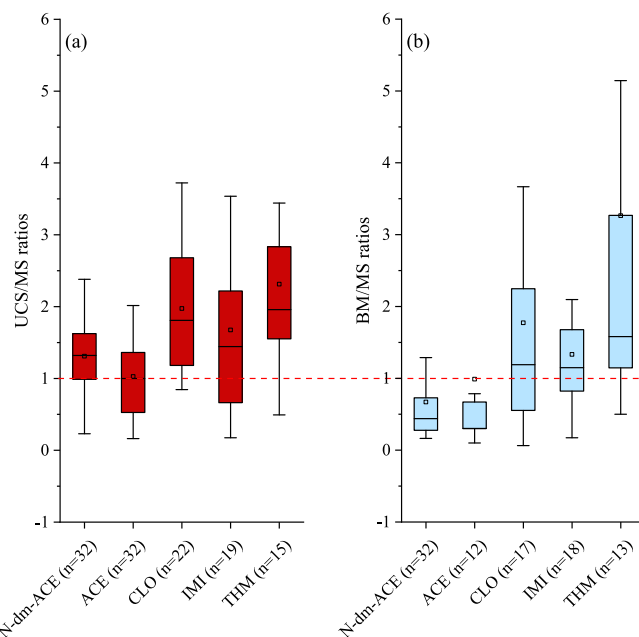 (a)
UCS/MS ratios
6
5
4
3
2
1
0
-1
N-dm-ACE (n=32)
ACE (n=32)
CLO (n=22)
IMI (n=19)
THM (n=15)
(b)
BM/MS ratios
6
5
4
3
2
1
0
-1
N-dm-ACE (n=32)
ACE (n=12)
CLO (n=17)
IMI (n=18)
THM (n=13)